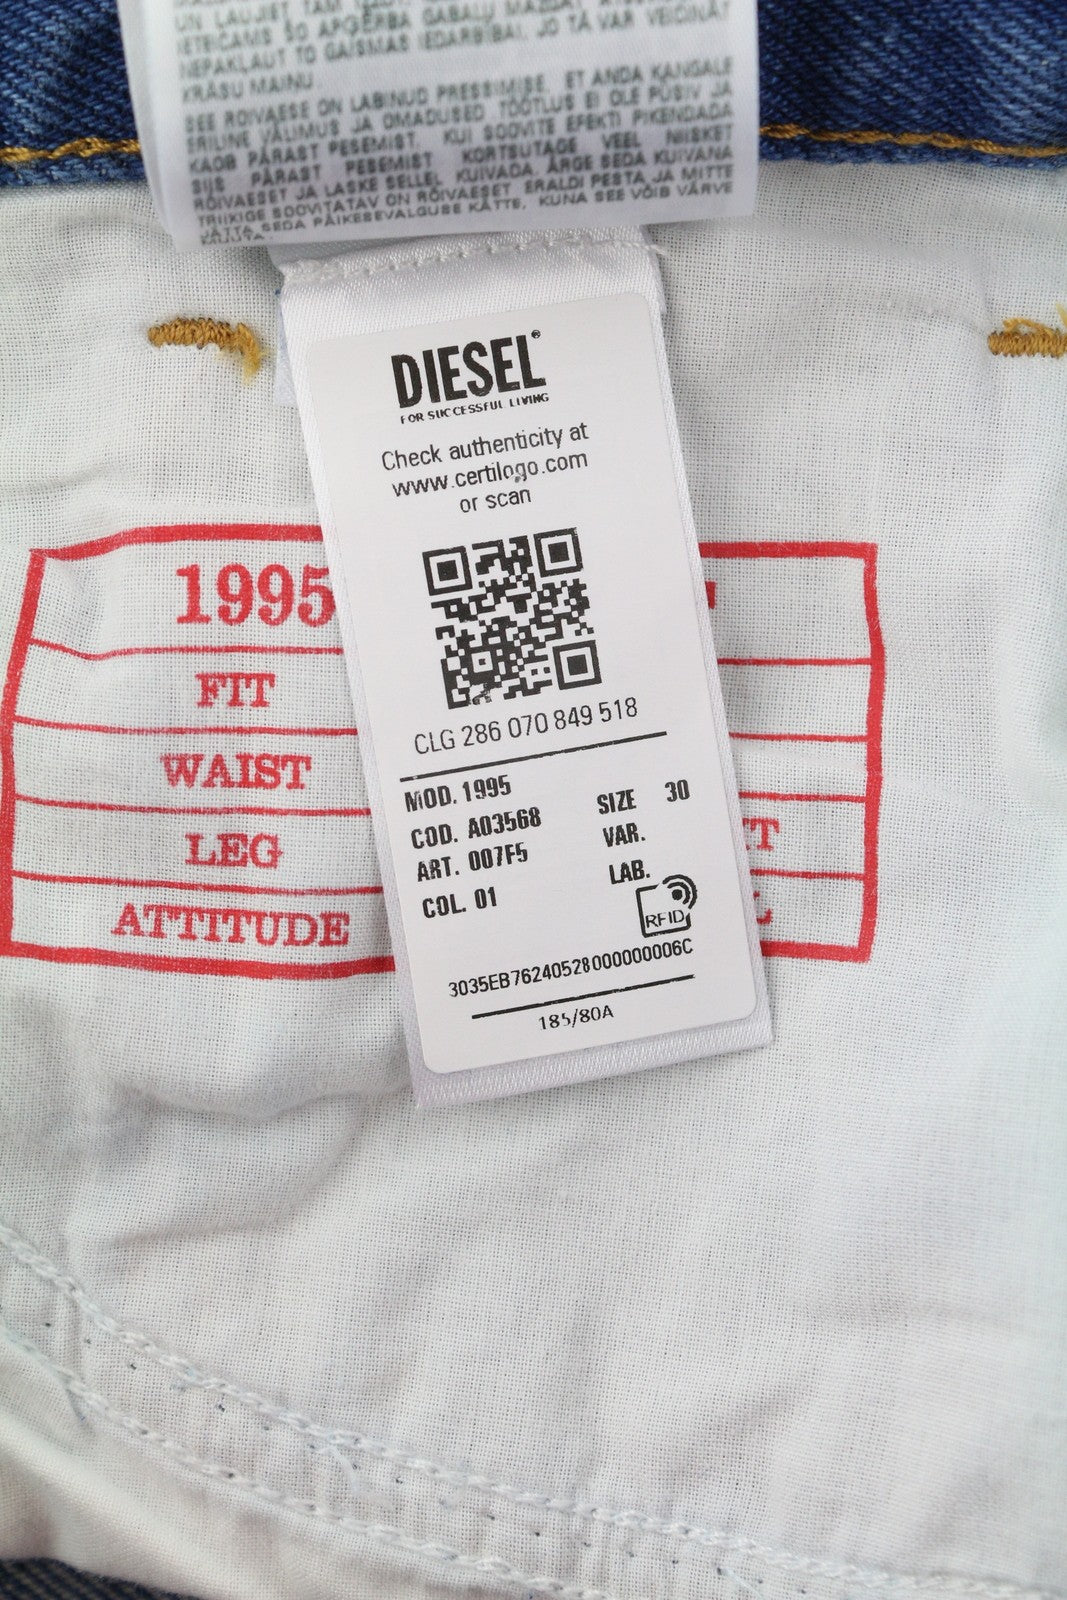 SEE RÕIVAESE ON LÄBINUD PRESSIMISE, ET ANDA KANGALE
ERILINE VÄLIMUS JA OMADUSED. TÖÖTLUS EI OLE PÜSIV JA
KAOB PÄRAST PESEMIST. KUI SOOVITE EFEKTI PIKENDADA
SIIS PÄRAST PESEMIST KORTSUTAGE VEEL NIISKET
RÕIVAESET JA LASKE SELLEL KUIVADA. ÄRGE SEDA KUIVANA
TRIIKIGE SOOVITATAV ON RÕIVAESET ERALDI PESTA JA MITTE
JÄTTA SEDA PÄIKESEVALGUSE KÄTTE, KUNA SEE VÕIB VÄRVE
DIESEL®
FOR SUCCESSFUL LIVING
Check authenticity at
www.certilogo.com
or scan
CLG 286 070 849 518
MOD. 1995
COD. A03568
ART. 007F5
COL. 01
SIZE 30
VAR.
LAB.
RFID
3035EB7624052800000000006C
185/80A
1995
FIT
WAIST
LEG
ATTITUDE